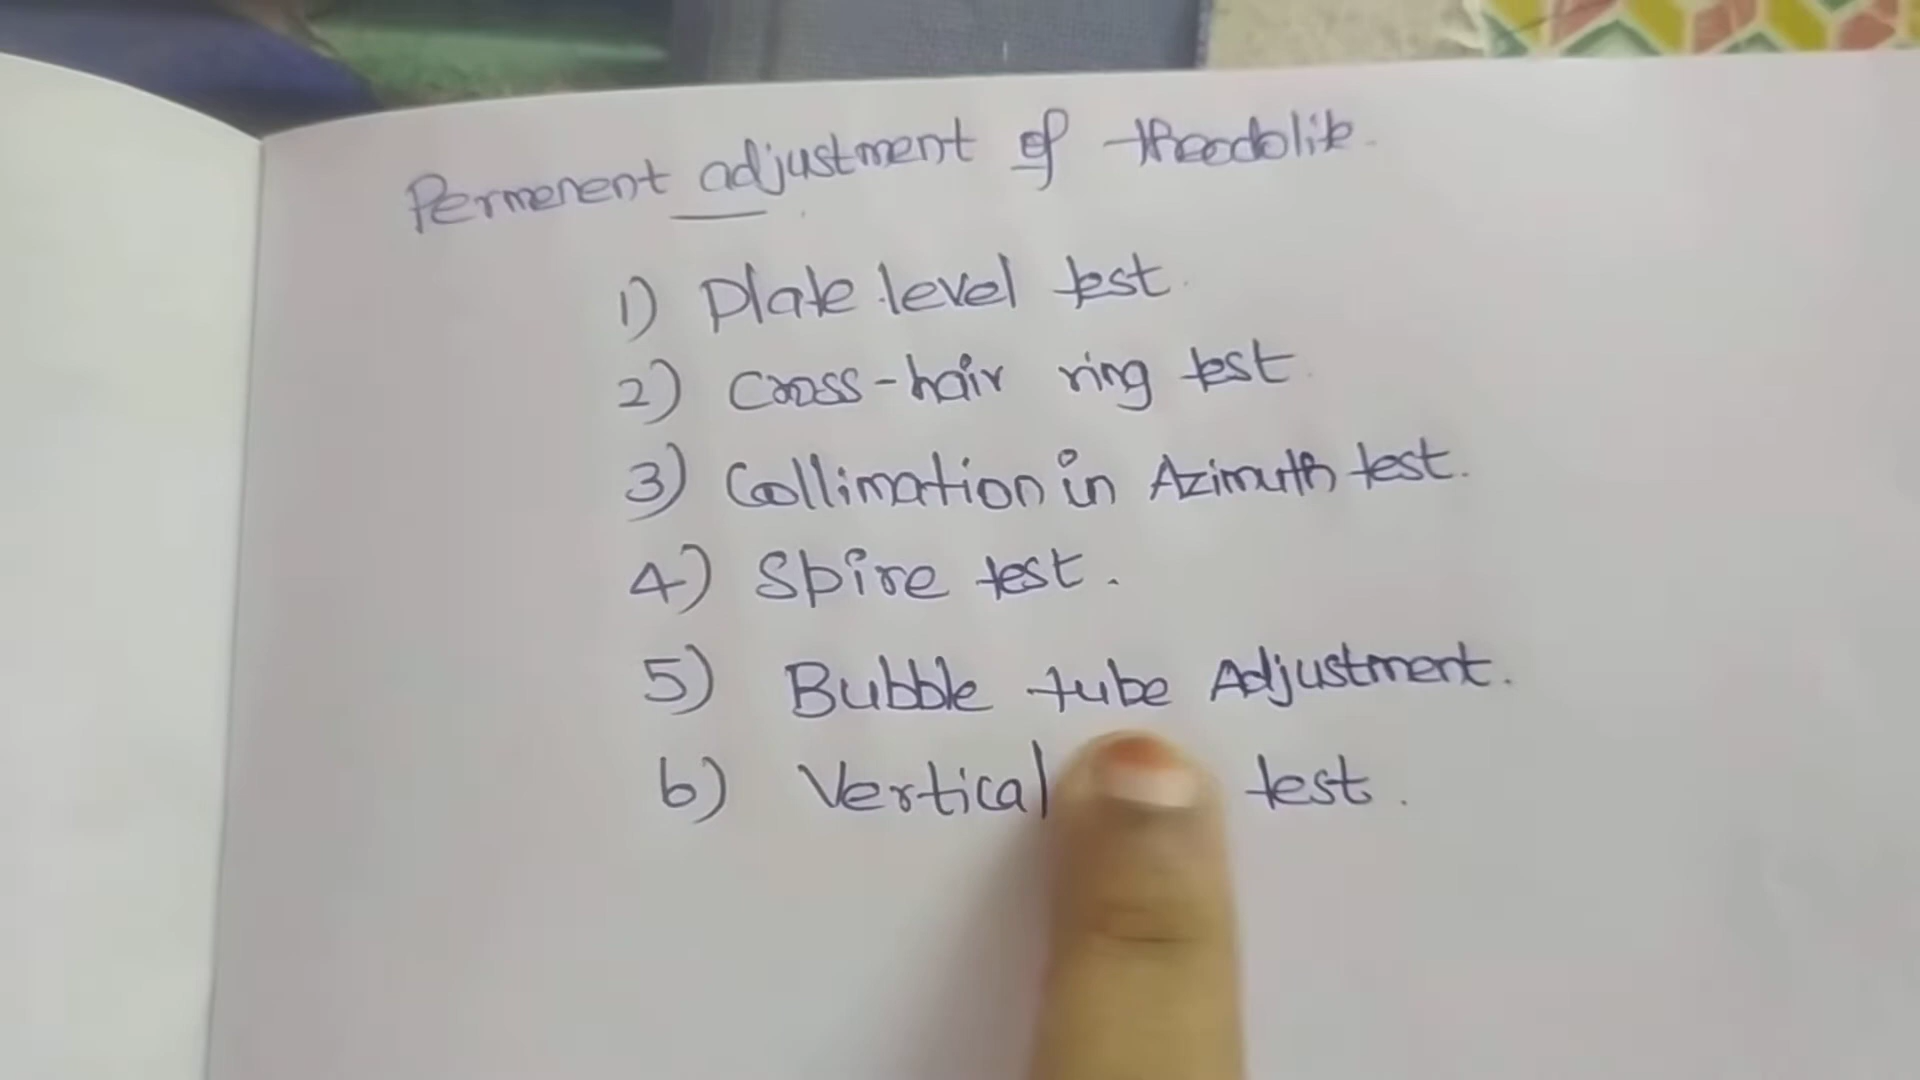 Permenent adjustment of theodolite.
1) Plate level test.
2) Cross-hair ring test.
3) Collimation in Azimuth test.
4) Spire test.
5) Bubble tube Adjustment.
6) Vertical test.